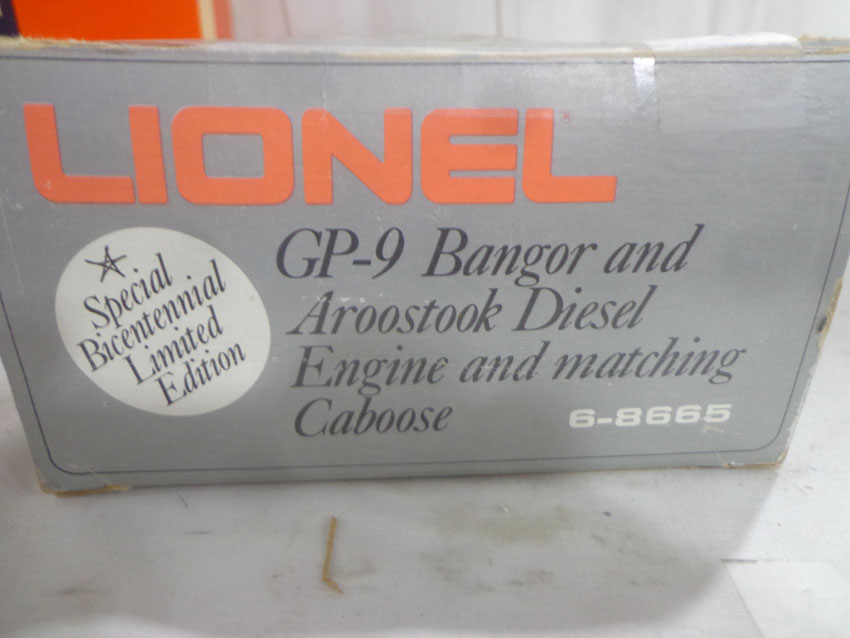 LIONEL®
Special
Bicentennial
Limited
Edition
GP-9 Bangor and
Aroostook Diesel
Engine and matching
Caboose
6-8665